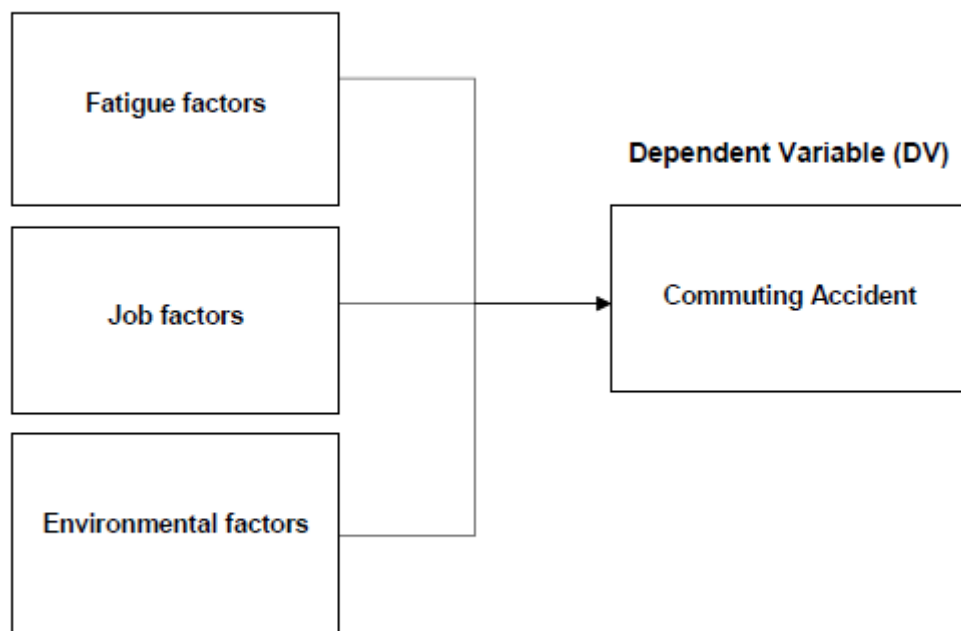 Fatigue factors
Dependent Variable (DV)
Commuting Accident
Job factors
Environmental factors